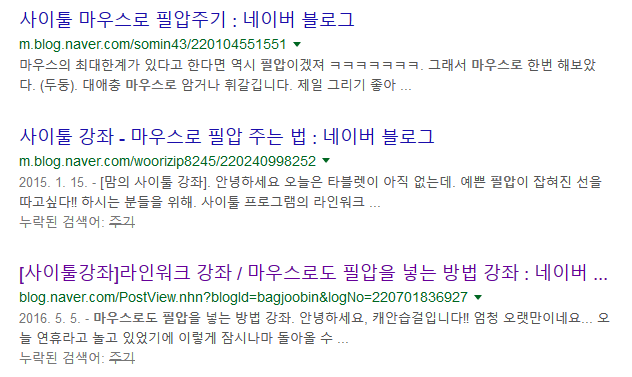 사이툴 마우스로 필압주기 : 네이버 블로그
m.blog.naver.com/somin43/220104551551
마우스의 최대한계가 있다고 한다면 역시 필압이겠져 ㅋㅋㅋㅋㅋㅋㅋ. 그래서 마우스로 한번 해보았
다. (두둥). 대애충 마우스로 암거나 휘갈깁니다. 제일 그리기 좋아 ...
사이툴 강좌 - 마우스로 필압 주는 법 : 네이버 블로그
m.blog.naver.com/woorizip8245/220240998252
2015. 1. 15. - [맘의 사이툴 강좌]. 안녕하세요 오늘은 타블렛이 아직 없는데. 예쁜 필압이 잡혀진 선을
따고싶다!! 하시는 분들을 위해. 사이툴 프로그램의 라인워크 ...
누락된 검색어: 주기
[사이툴강좌]라인워크 강좌 / 마우스로도 필압을 넣는 방법 강좌 : 네이버 ...
blog.naver.com/PostView.nhn?blogId=bagjoobin&logNo=220701836927
2016. 5. 5. - 마우스로도 필압을 넣는 방법 강좌. 안녕하세요, 캐안습걸입니다!! 엄청 오랫만이네요... 오
늘 연휴라고 놀고 있었기에 이렇게 잠시나마 돌아올 수 ...
누락된 검색어: 주기